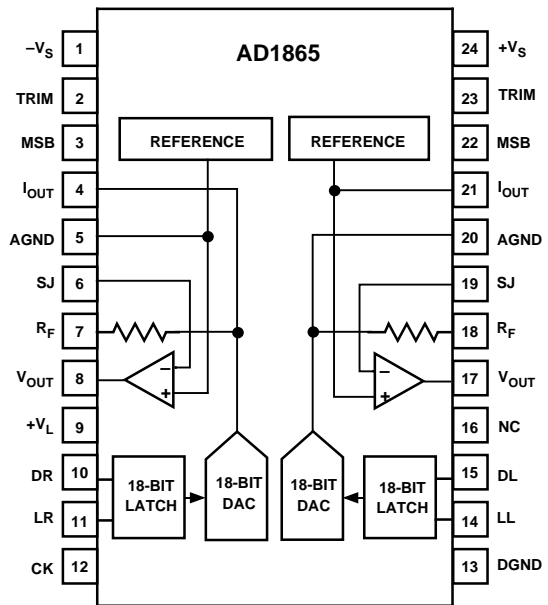 AD1865
–VS 1
TRIM 2
MSB 3
IOUT 4
AGND 5
SJ 6
RF 7
VOUT 8
+VL 9
DR 10
LR 11
CK 12
24 +VS
23 TRIM
22 MSB
21 IOUT
20 AGND
19 SJ
18 RF
17 VOUT
16 NC
15 DL
14 LL
13 DGND
REFERENCE
REFERENCE
–
+
–
+
18-BIT
LATCH
18-BIT
DAC
18-BIT
DAC
18-BIT
LATCH